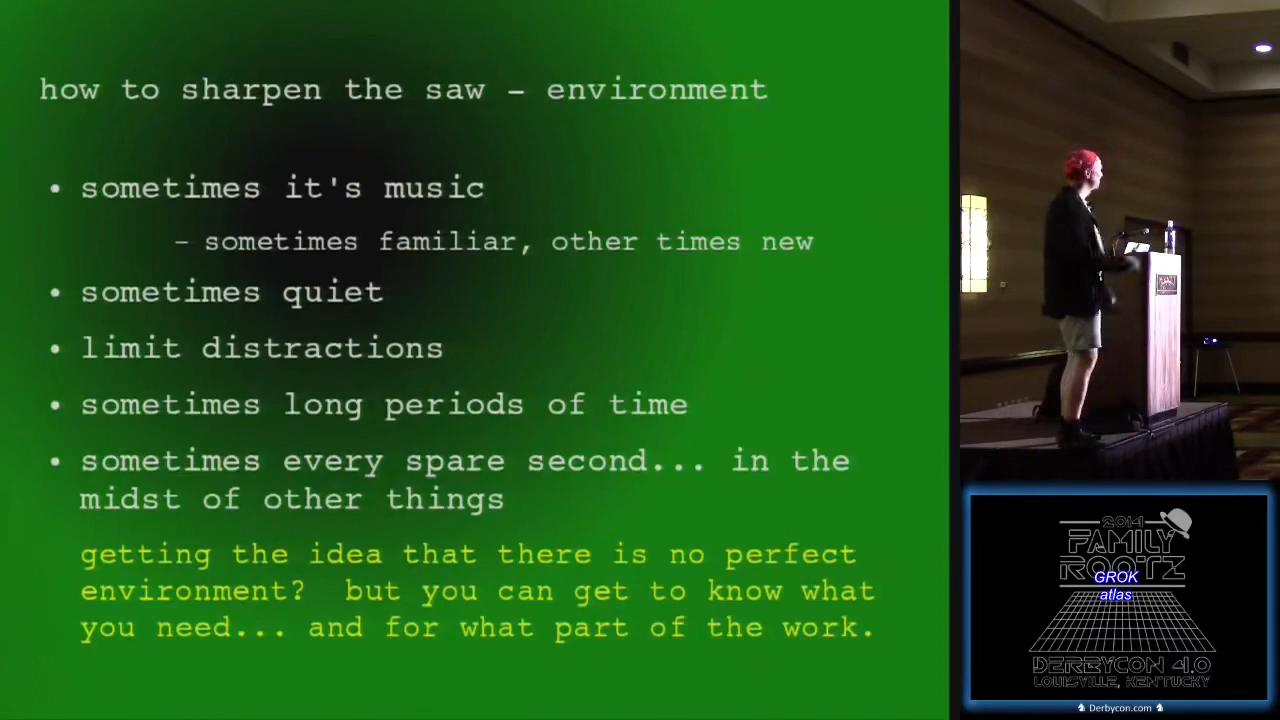 how to sharpen the saw - environment
• sometimes it's music
- sometimes familiar, other times new
• sometimes quiet
• limit distractions
• sometimes long periods of time
• sometimes every spare second... in the
midst of other things
getting the idea that there is no perfect
environment? but you can get to know what
you need... and for what part of the work.
2014
FAMILY
ROOTZ
GROK
atlas
DERBYCON 4.0
LOUISVILLE, KENTUCKY
Derbycon.com